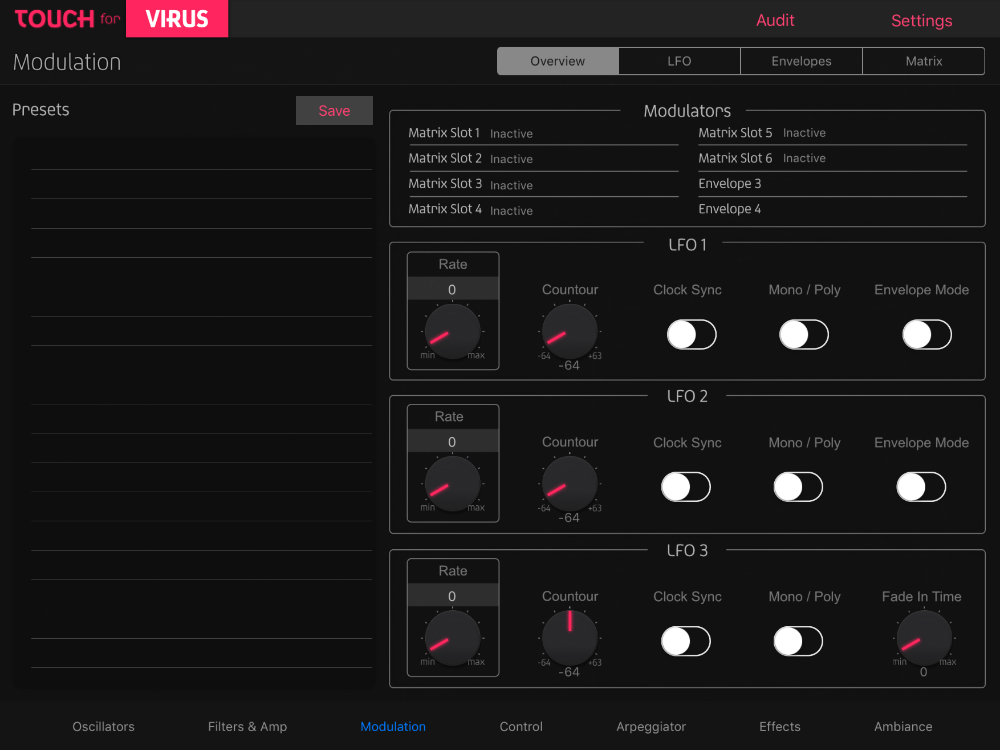 TOUCH for VIRUS
Audit
Settings
Modulation
Overview LFO Envelopes Matrix
Presets
Save
Modulators
Matrix Slot 1 Inactive
Matrix Slot 2 Inactive
Matrix Slot 3 Inactive
Matrix Slot 4 Inactive
Matrix Slot 5 Inactive
Matrix Slot 6 Inactive
Envelope 3
Envelope 4
LFO 1
Rate
0
min max
Countour
-64 +63
-64
Clock Sync
Mono / Poly
Envelope Mode
LFO 2
Rate
0
min max
Countour
-64 +63
-64
Clock Sync
Mono / Poly
Envelope Mode
LFO 3
Rate
0
min max
Countour
-64 +63
-64
Clock Sync
Mono / Poly
Fade In Time
min max
0
Oscillators Filters & Amp Modulation Control Arpeggiator Effects Ambiance